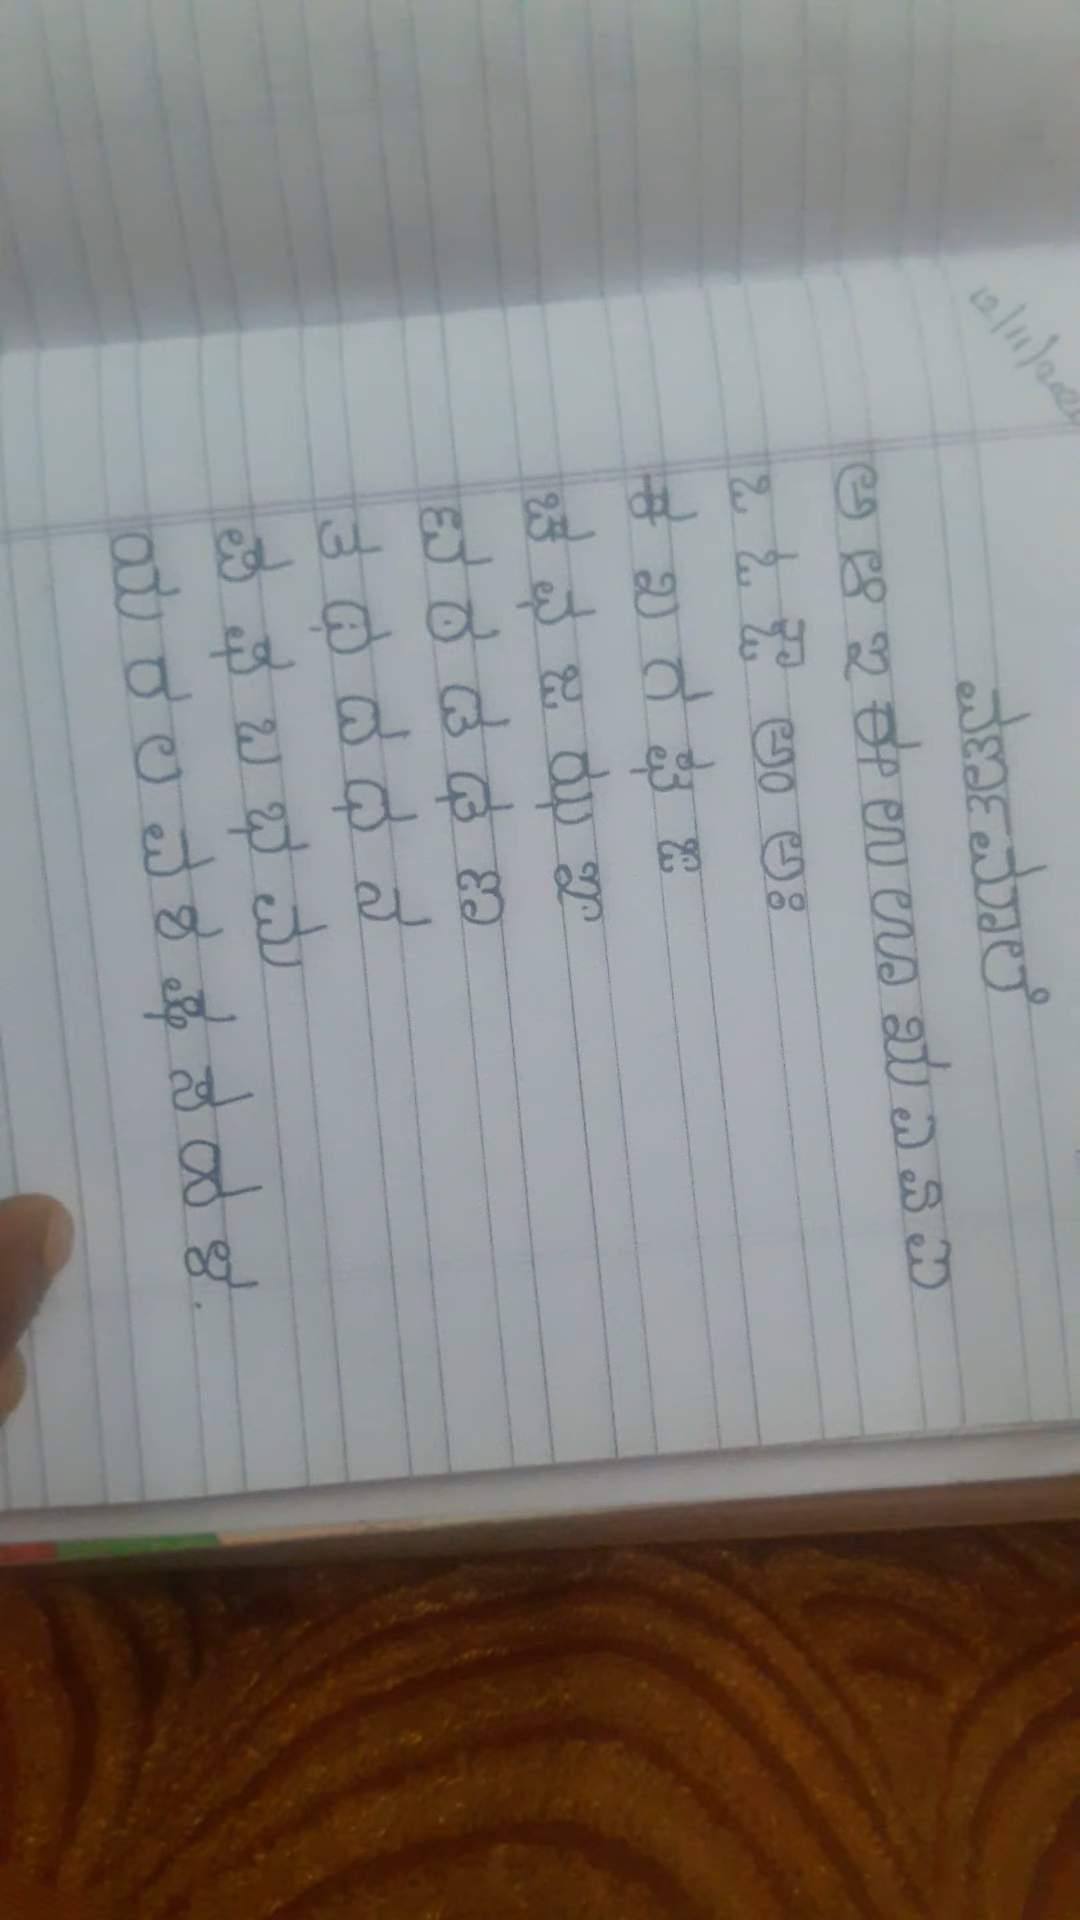 ವರ್ಣಮಾಲೆ
ಅ ಆ ಇ ಈ ಉ ಊ ಋ ಎ ಏ ಐ
ಒ ಓ ಔ ಅಂ ಅಃ
ಕ ಖ ಗ ಘ ಙ
ಚ ಛ ಜ ಝ ಞ
ಟ ಠ ಡ ಢ ಣ
ತ ಥ ದ ಧ ನ
ಪ ಫ ಬ ಭ ಮ
ಯ ರ ಲ ವ ಶ ಷ ಸ ಹ ಳ.